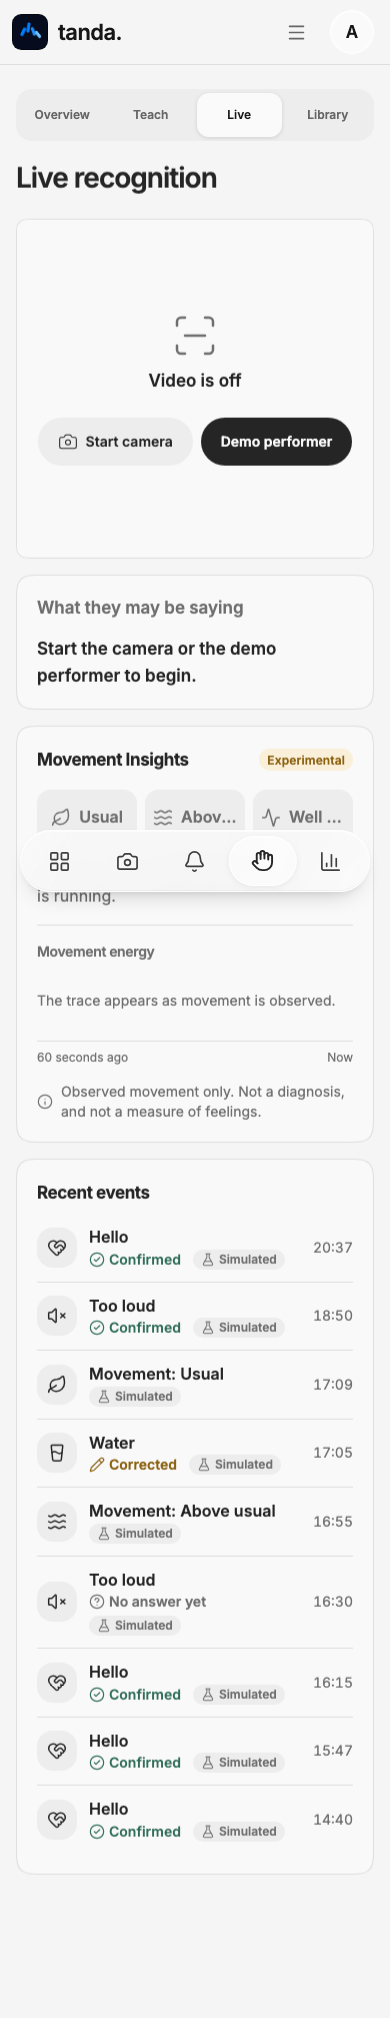 tanda.
A
Overview Teach Live Library
Live recognition
Video is off
Start camera Demo performer
What they may be saying
Start the camera or the demo
performer to begin.
Movement Insights Experimental
Usual Abov... Well ...
is running.
Movement energy
The trace appears as movement is observed.
60 seconds ago Now
Observed movement only. Not a diagnosis,
and not a measure of feelings.
Recent events
Hello
Confirmed Simulated 20:37
Too loud
Confirmed Simulated 18:50
Movement: Usual
Simulated 17:09
Water
Corrected Simulated 17:05
Movement: Above usual
Simulated 16:55
Too loud
No answer yet 16:30
Simulated
Hello
Confirmed Simulated 16:15
Hello
Confirmed Simulated 15:47
Hello
Confirmed Simulated 14:40